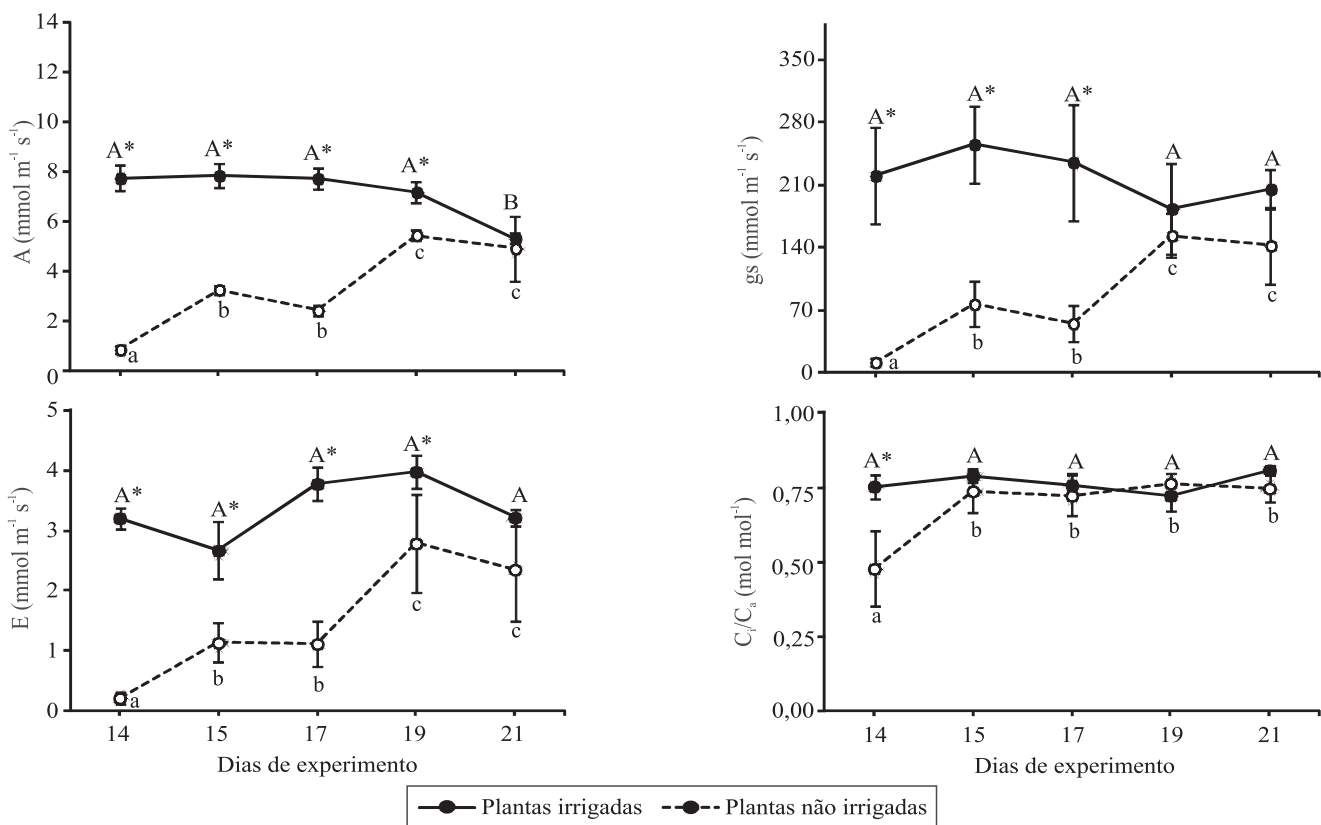 14
12
10
8
6
4
2
0
A (mmol m⁻¹ s⁻¹)
A*
A*
A*
A*
B
a
b
b
c
c
350
280
210
140
70
0
gs (mmol m⁻¹ s⁻¹)
A*
A*
A*
A
A
a
b
b
c
c
5
4
3
2
1
0
E (mmol m⁻¹ s⁻¹)
A*
A*
A*
A*
A
a
b
b
c
c
14 15 17 19 21
Dias de experimento
1,00
0,75
0,50
0,25
0,00
Cᵢ/Cₐ (mol mol⁻¹)
A*
A
A
A
A
a
b
b
b
b
14 15 17 19 21
Dias de experimento
Plantas irrigadas Plantas não irrigadas